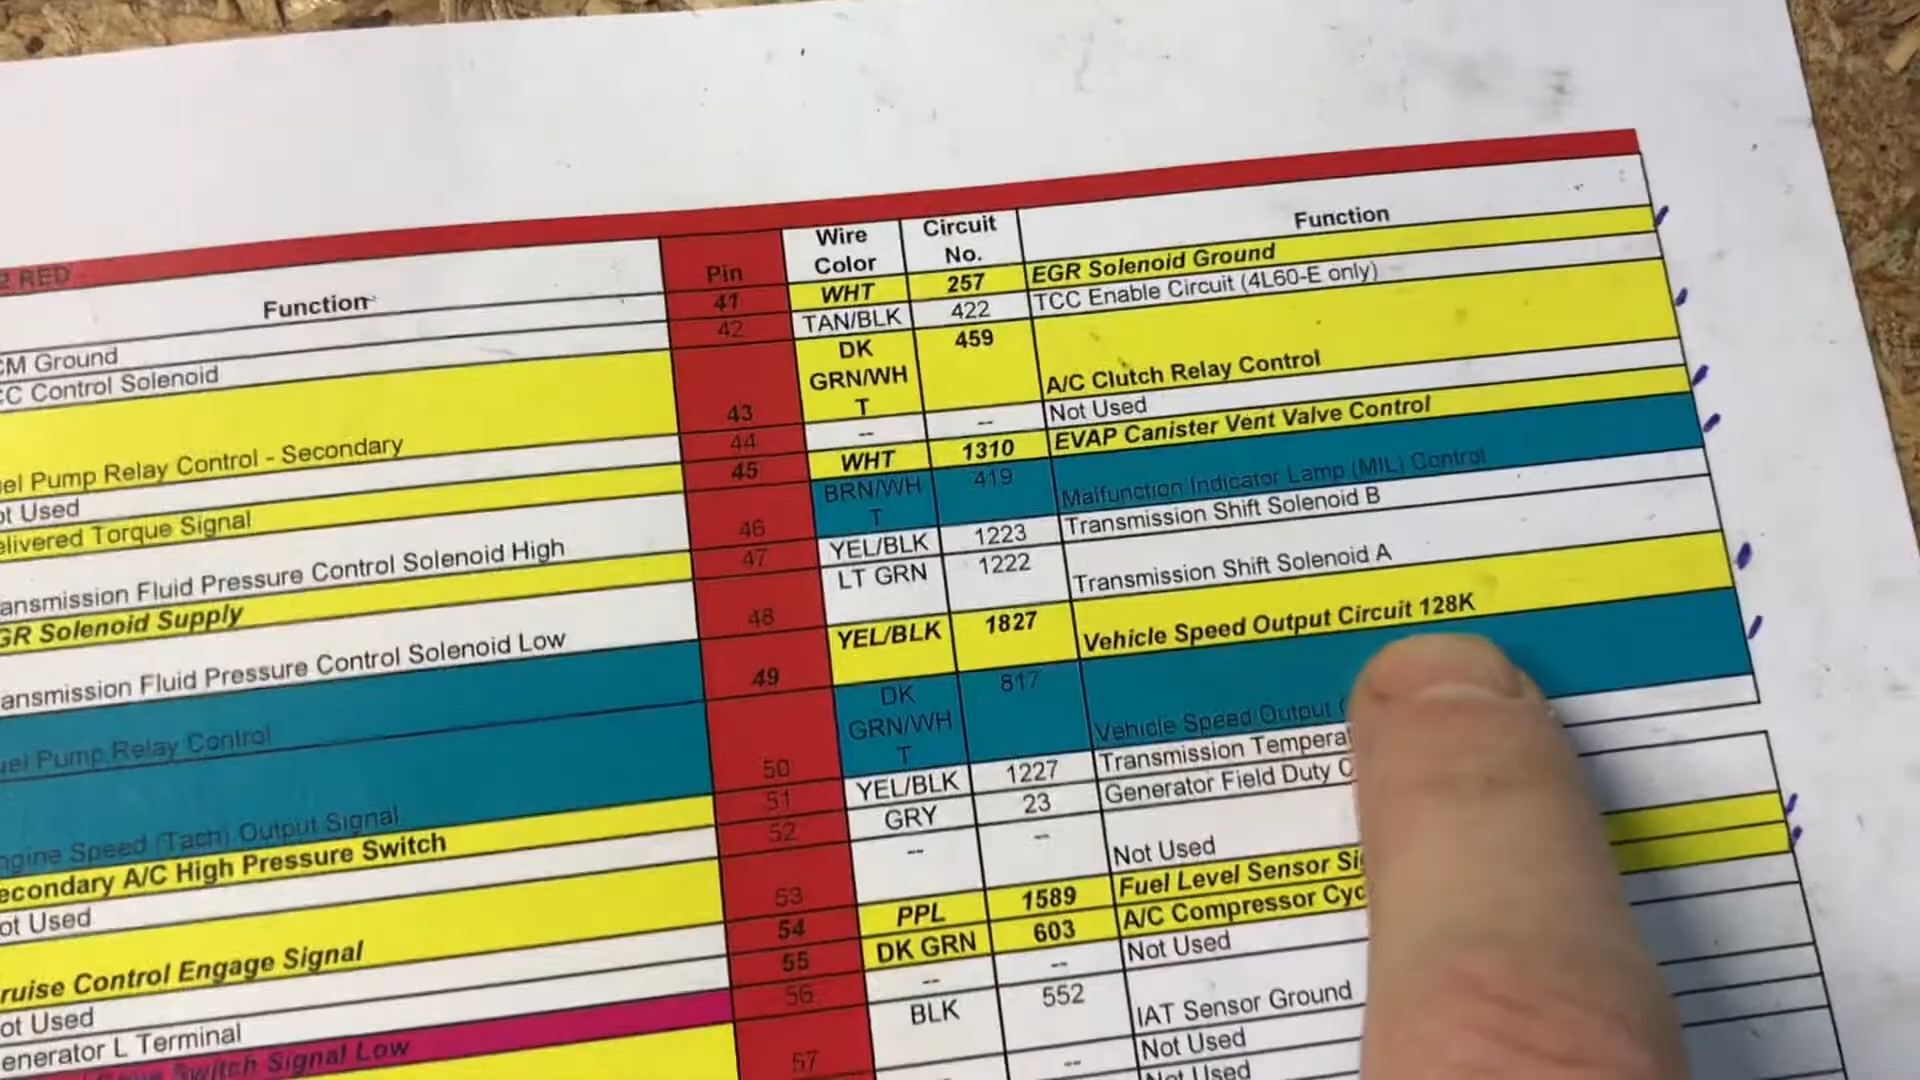 2 RED
Function
Pin
Wire Color
Circuit No.
Function
41 WHT 257 EGR Solenoid Ground
CM Ground 42 TAN/BLK 422 TCC Enable Circuit (4L60-E only)
CC Control Solenoid
DK GRN/WH T 459
43 A/C Clutch Relay Control
el Pump Relay Control - Secondary 44 -- -- Not Used
ot Used 45 WHT 1310 EVAP Canister Vent Valve Control
elivered Torque Signal
46 BRN/WH T 419 Malfunction Indicator Lamp (MIL) Control
ansmission Fluid Pressure Control Solenoid High 47 YEL/BLK 1223 Transmission Shift Solenoid B
GR Solenoid Supply
48 LT GRN 1222 Transmission Shift Solenoid A
ansmission Fluid Pressure Control Solenoid Low
49 YEL/BLK 1827 Vehicle Speed Output Circuit 128K
uel Pump Relay Control
50 DK GRN/WH T 817 Vehicle Speed Output
ngine Speed (Tach) Output Signal 51 YEL/BLK 1227 Transmission Tempera
econdary A/C High Pressure Switch 52 GRY 23 Generator Field Duty C
ot Used
53 -- -- Not Used
ruise Control Engage Signal 54 PPL 1589 Fuel Level Sensor Si
ot Used 55 DK GRN 603 A/C Compressor Cyc
enerator L Terminal 56 -- -- Not Used
Switch Signal Low
57 BLK 552 IAT Sensor Ground
-- Not Used
Not Used